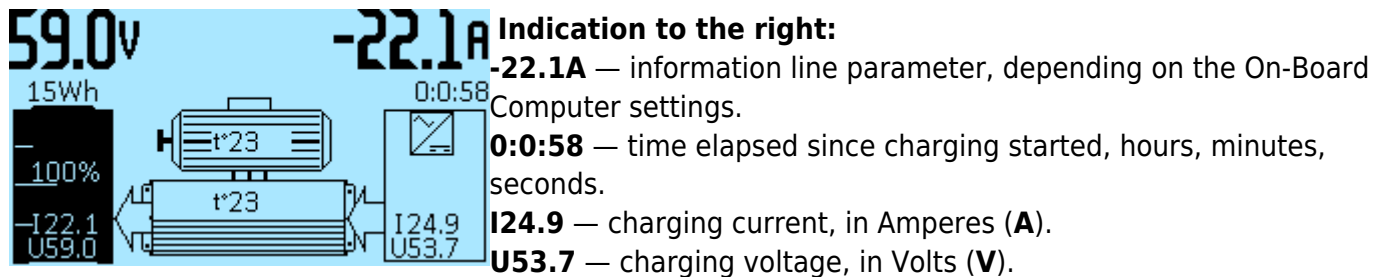 59.0V
-22.1A
15Wh
0:0:58
t°23
100%
t°23
I22.1
U59.0
I24.9
U53.7
Indication to the right:
-22.1A — information line parameter, depending on the On-Board
Computer settings.
0:0:58 — time elapsed since charging started, hours, minutes,
seconds.
I24.9 — charging current, in Amperes (A).
U53.7 — charging voltage, in Volts (V).